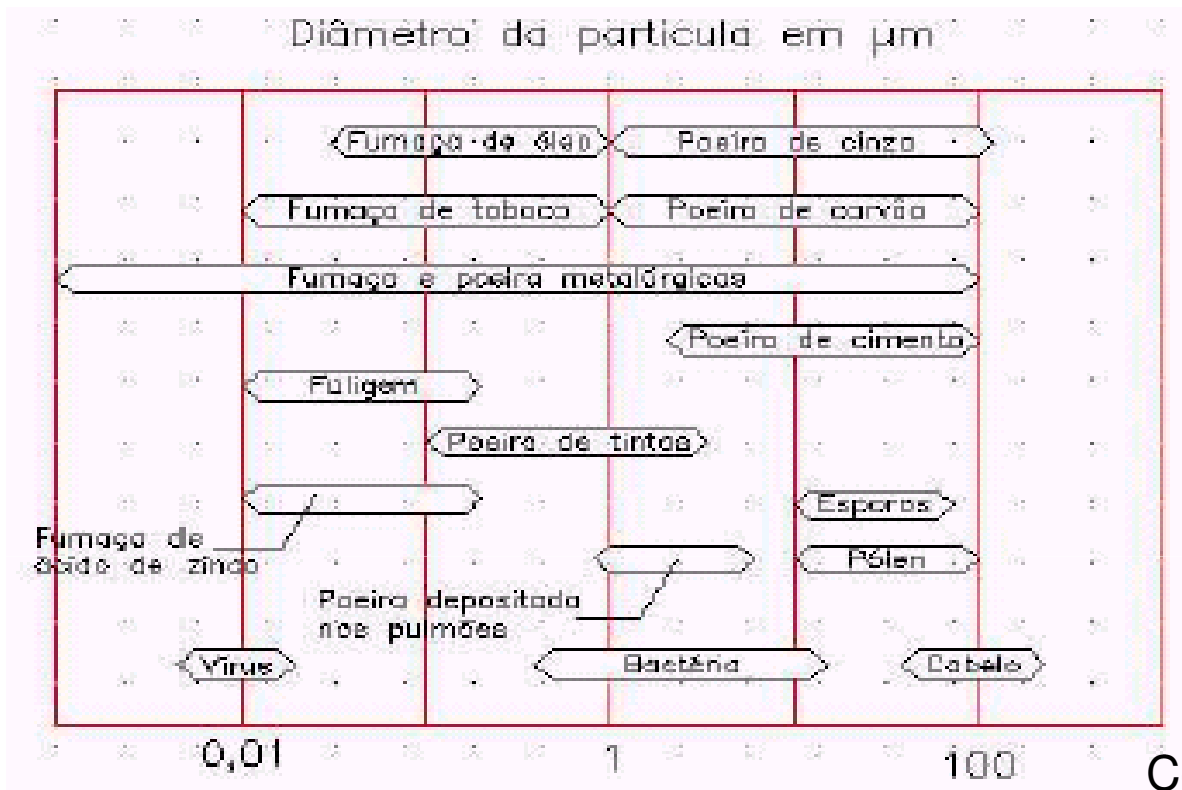 Diâmetro da partícula em µm
Fumaça de óleo
Poeira de cinza
Fumaça de tabaco
Poeira de carvão
Fumaça e poeira metalúrgicas
Poeira de cimento
Fuligem
Poeira de tintas
Esporos
Fumaça de
ácido de zinco
Pólen
Poeira depositada
nos pulmões
Vírus
Bactéria
Cabelo
0,01
1
100
C